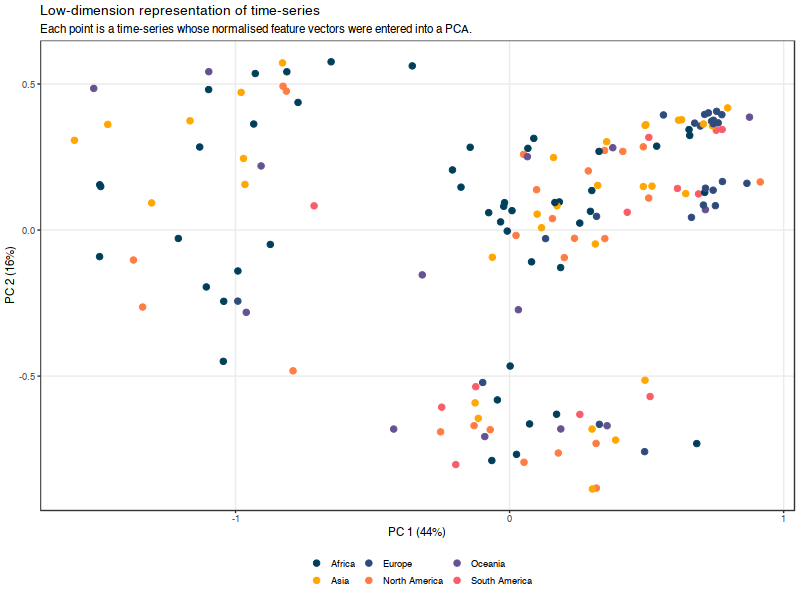 Low-dimension representation of time-series
Each point is a time-series whose normalised feature vectors were entered into a PCA.
PC 2 (16%)
0.5
0.0
-0.5
-1
0
1
PC 1 (44%)
Africa
Europe
Oceania
Asia
North America
South America